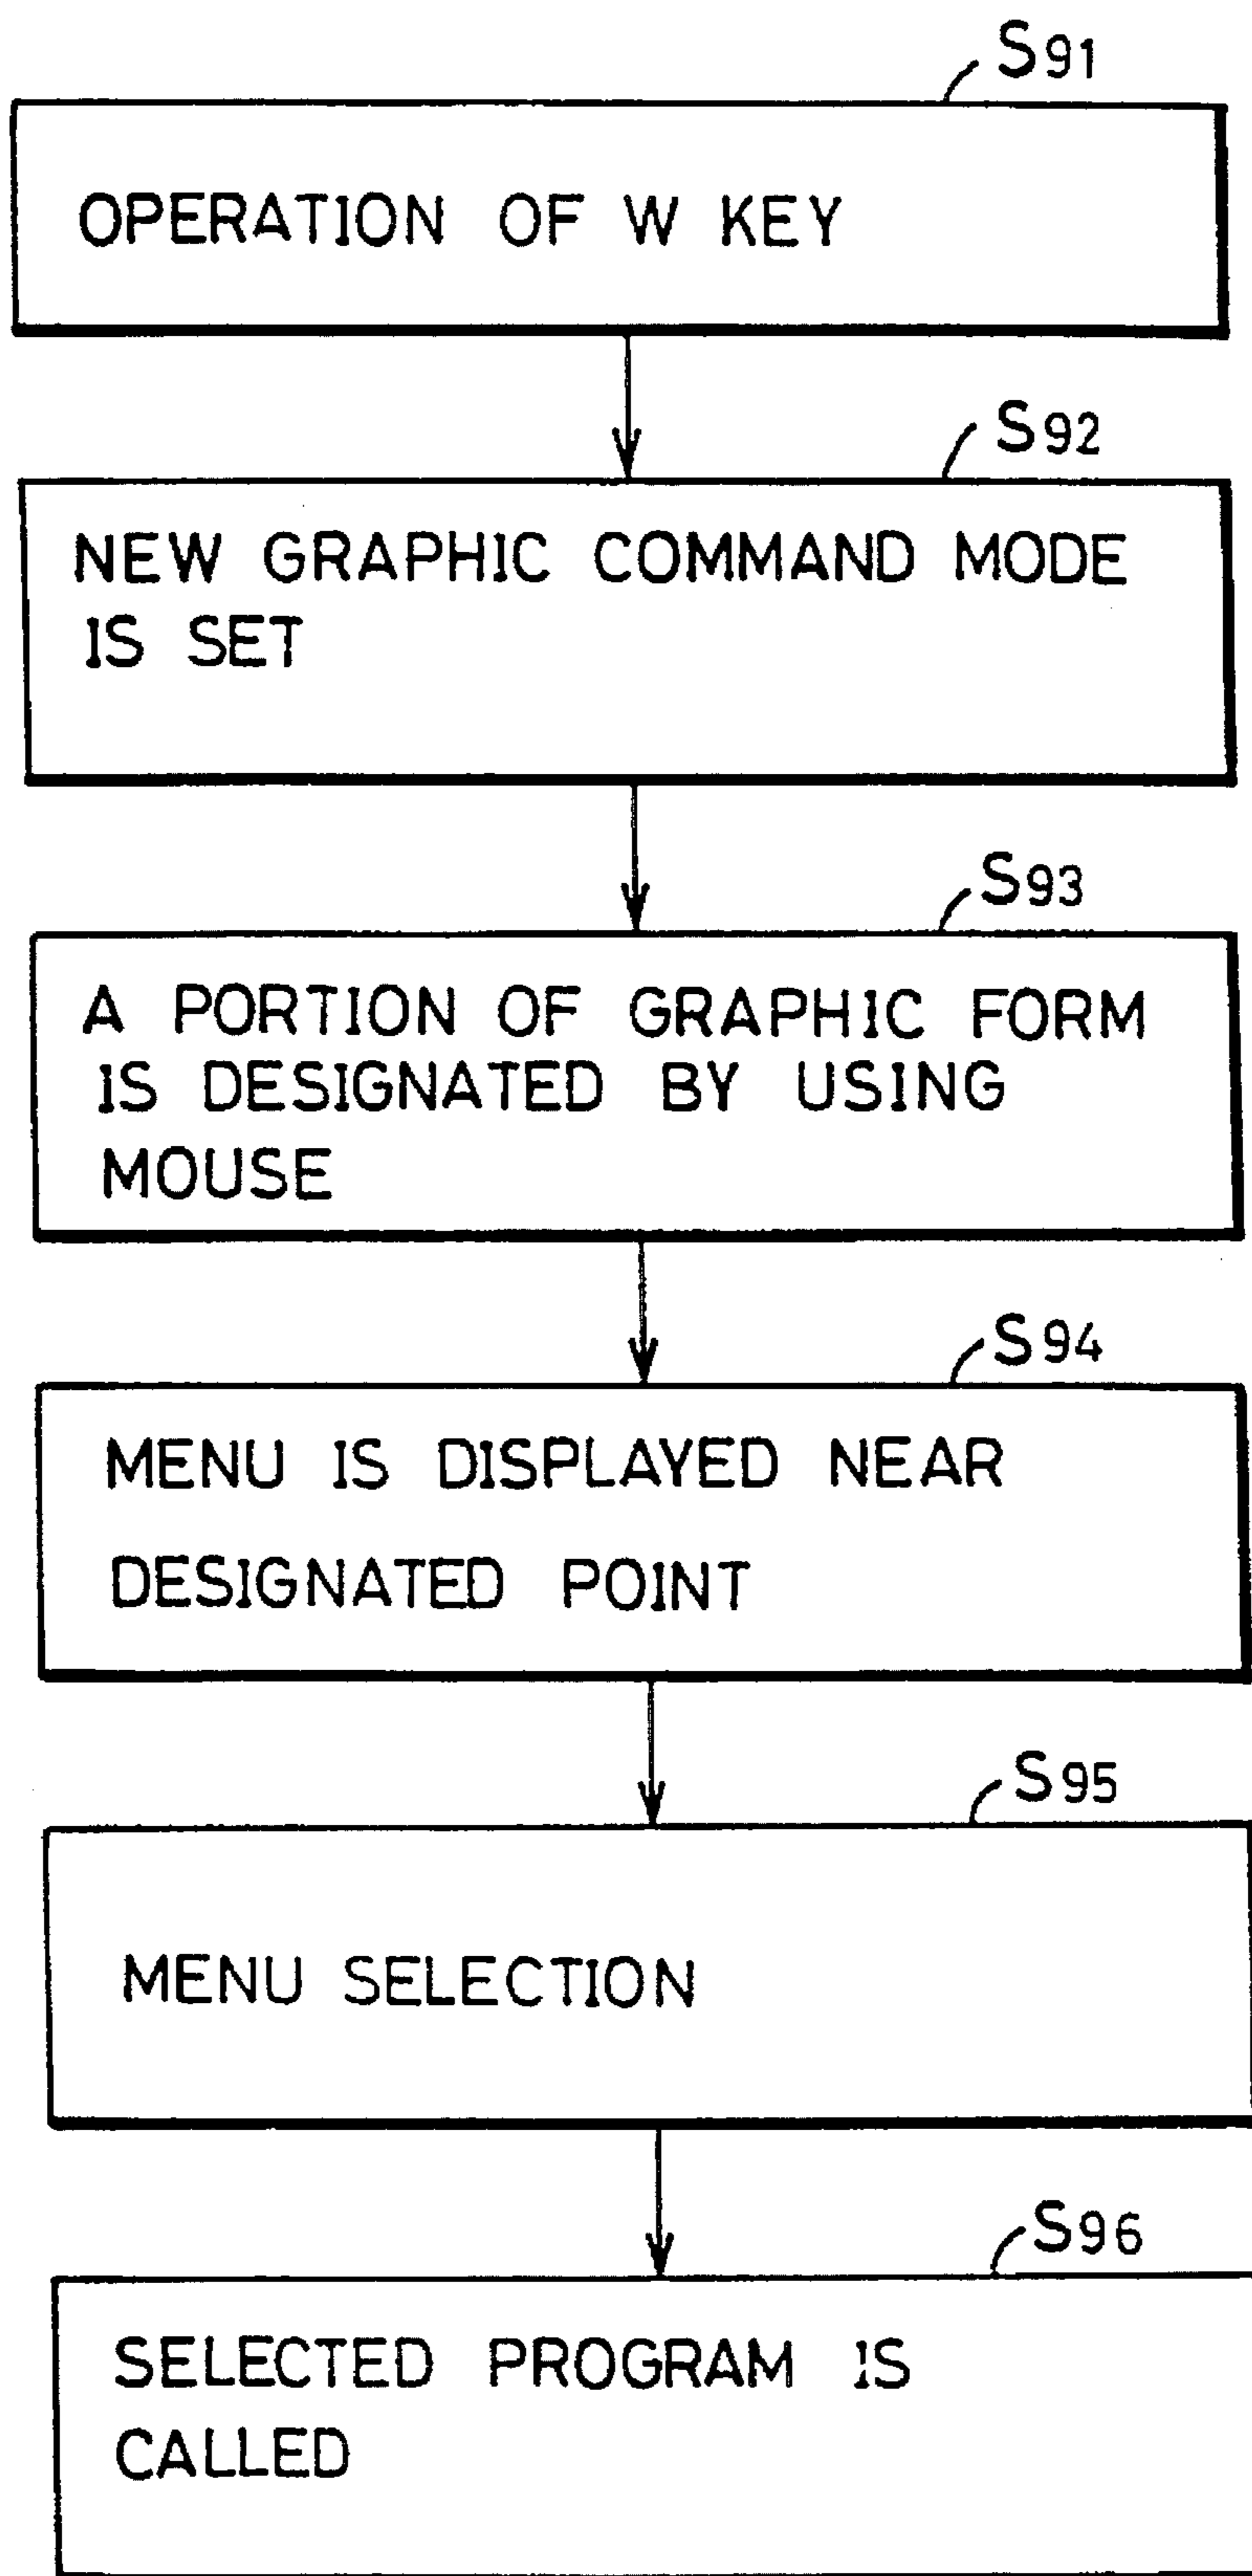 S91
OPERATION OF W KEY
S92
NEW GRAPHIC COMMAND MODE
IS SET
S93
A PORTION OF GRAPHIC FORM
IS DESIGNATED BY USING
MOUSE
S94
MENU IS DISPLAYED NEAR
DESIGNATED POINT
S95
MENU SELECTION
S96
SELECTED PROGRAM IS
CALLED